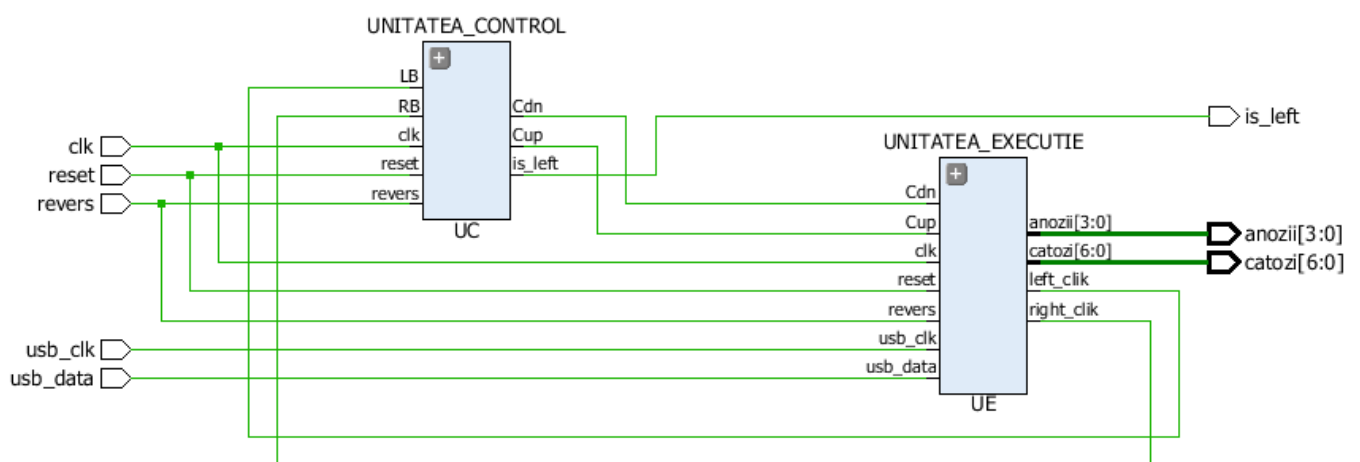 UNITATEA_CONTROL
LB
RB
clk
reset
revers
Cdn
Cup
is_left
UC
clk
reset
revers
usb_clk
usb_data
UNITATEA_EXECUTIE
Cdn
Cup
clk
reset
revers
usb_clk
usb_data
anozii[3:0]
catozi[6:0]
left_clik
right_clik
UE
is_left
anozii[3:0]
catozi[6:0]